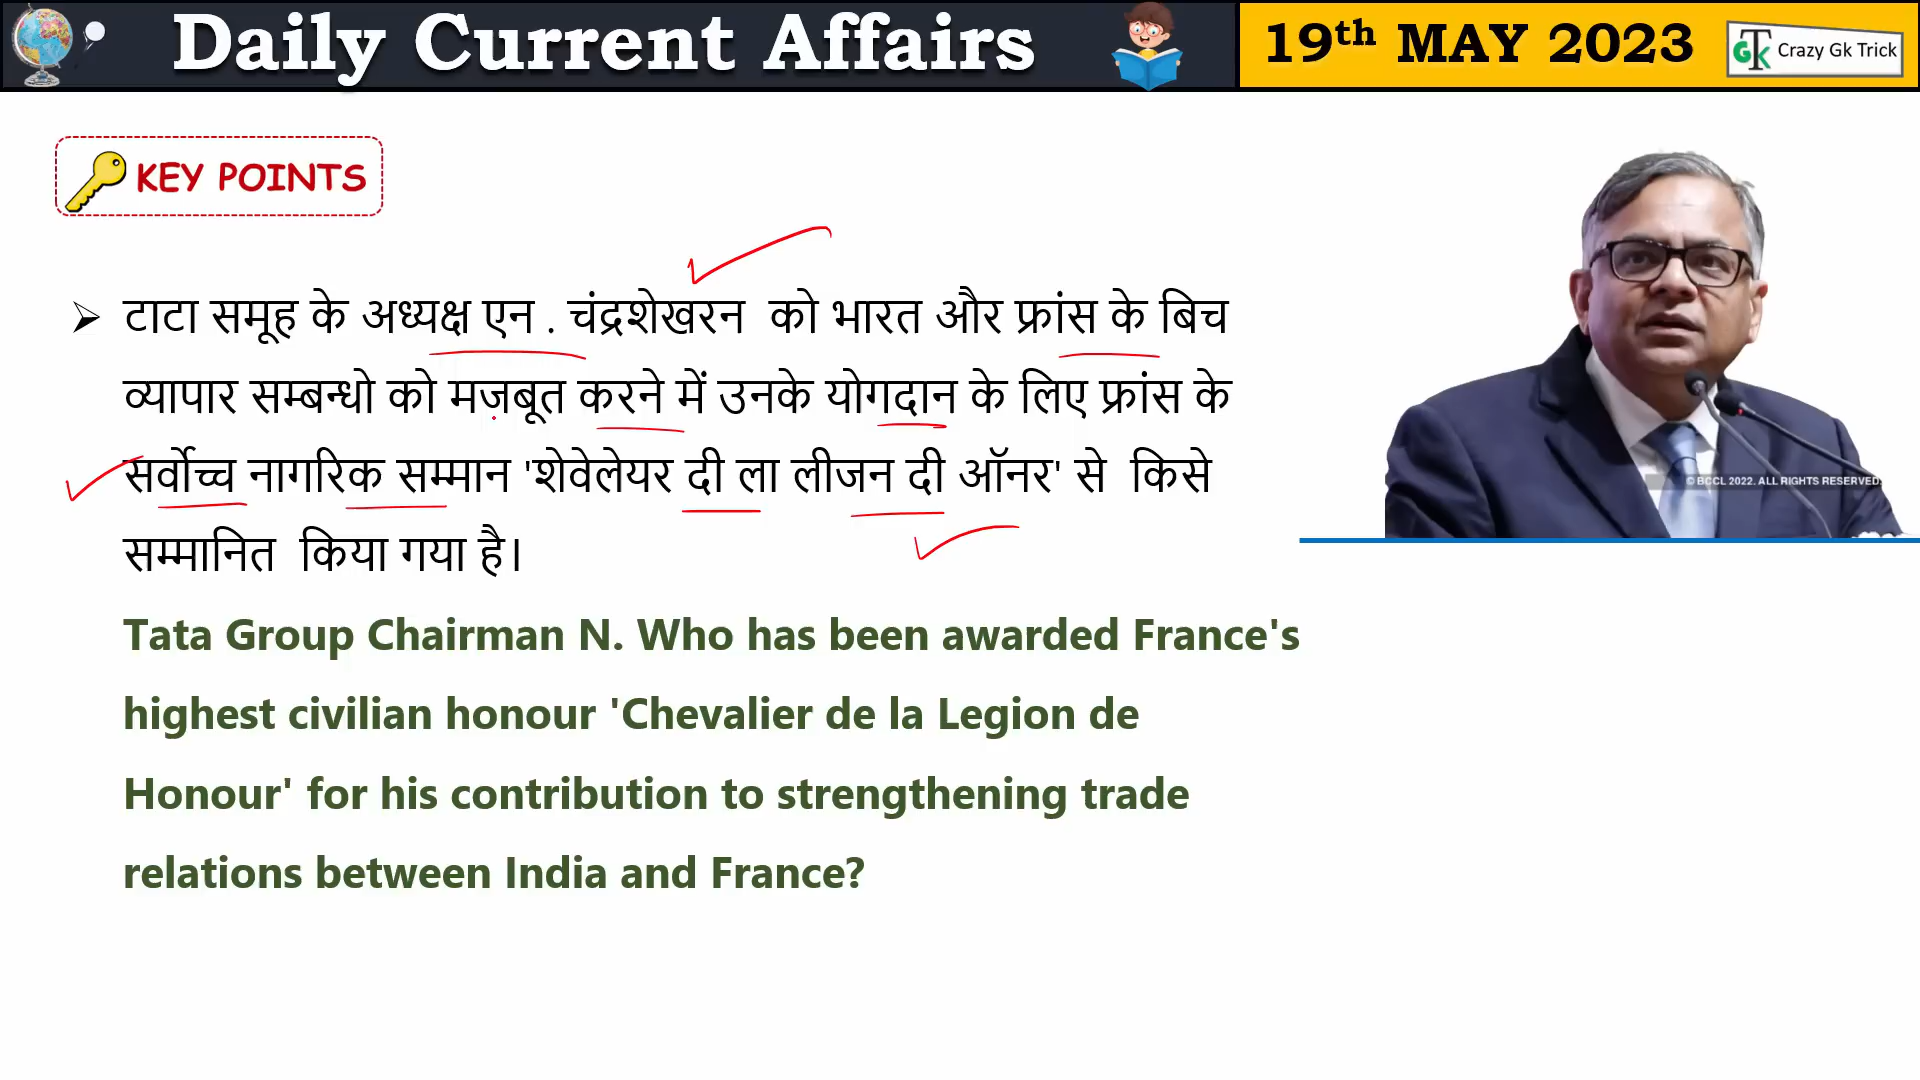 Daily Current Affairs
19th MAY 2023
GTK Crazy Gk Trick
KEY POINTS
➢ टाटा समूह के अध्यक्ष एन . चंद्रशेखरन को भारत और फ्रांस के बिच
व्यापार सम्बन्धो को मज़बूत करने में उनके योगदान के लिए फ्रांस के
सर्वोच्च नागरिक सम्मान 'शेवेलेयर दी ला लीजन दी ऑनर' से किसे
सम्मानित किया गया है।
© BCCL 2022. ALL RIGHTS RESERVED.
Tata Group Chairman N. Who has been awarded France's
highest civilian honour 'Chevalier de la Legion de
Honour' for his contribution to strengthening trade
relations between India and France?